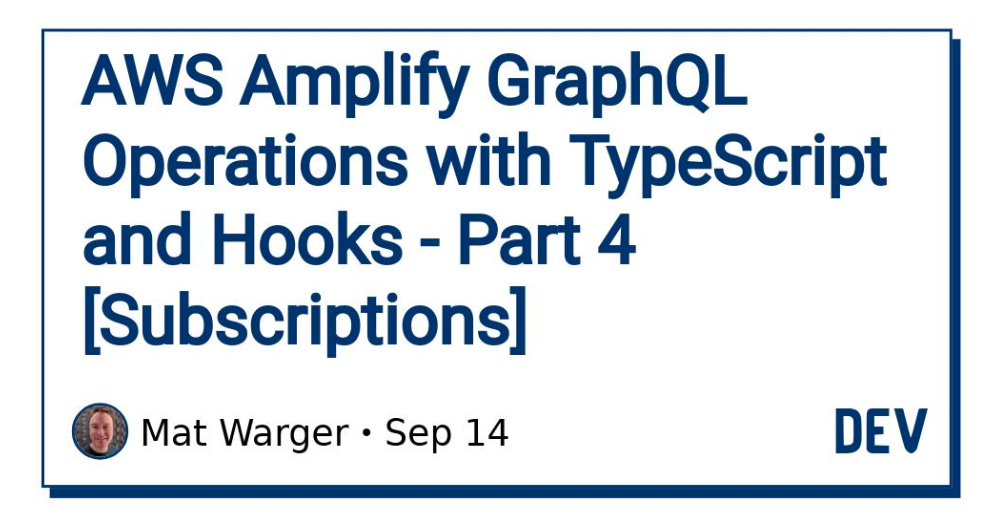 AWS Amplify GraphQL
Operations with TypeScript
and Hooks - Part 4
[Subscriptions]
Mat Warger • Sep 14
DEV